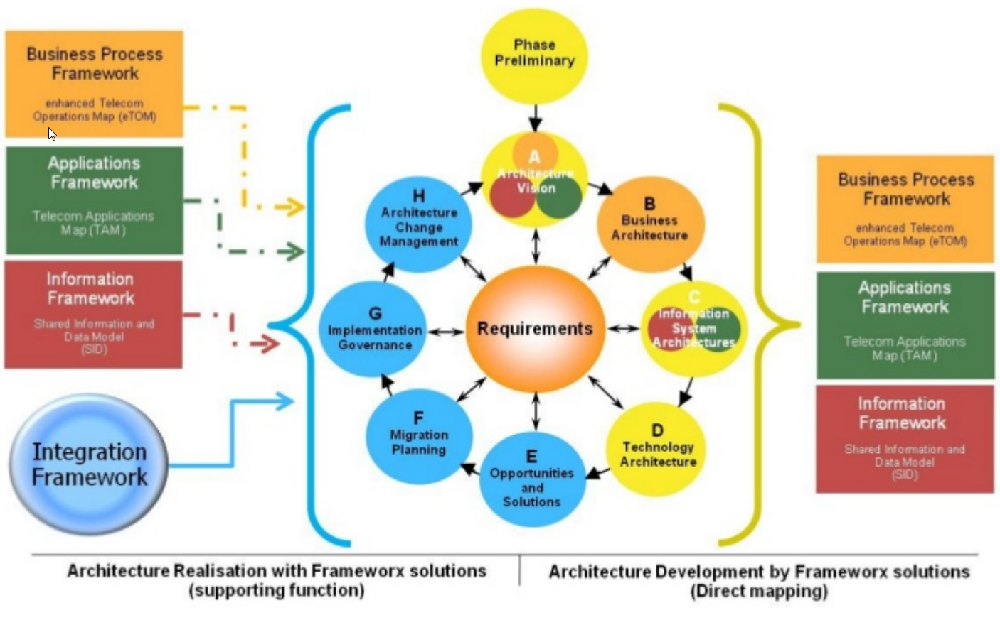 Business Process
Framework
enhanced Telecom
Operations Map (eTOM)
Applications
Framework
Telecom Applications
Map (TAM)
Information
Framework
Shared Information and
Data Model
(SID)
Integration
Framework
Phase
Preliminary
A
Architecture
Vision
B
Business
Architecture
C
Information
System
Architectures
D
Technology
Architecture
E
Opportunities
and
Solutions
F
Migration
Planning
G
Implementation
Governance
H
Architecture
Change
Management
Requirements
Business Process
Framework
enhanced Telecom
Operations Map (eTOM)
Applications
Framework
Telecom Applications
Map (TAM)
Information
Framework
Shared Information and
Data Model
(SID)
Architecture Realisation with Frameworx solutions
(supporting function)
Architecture Development by Frameworx solutions
(Direct mapping)